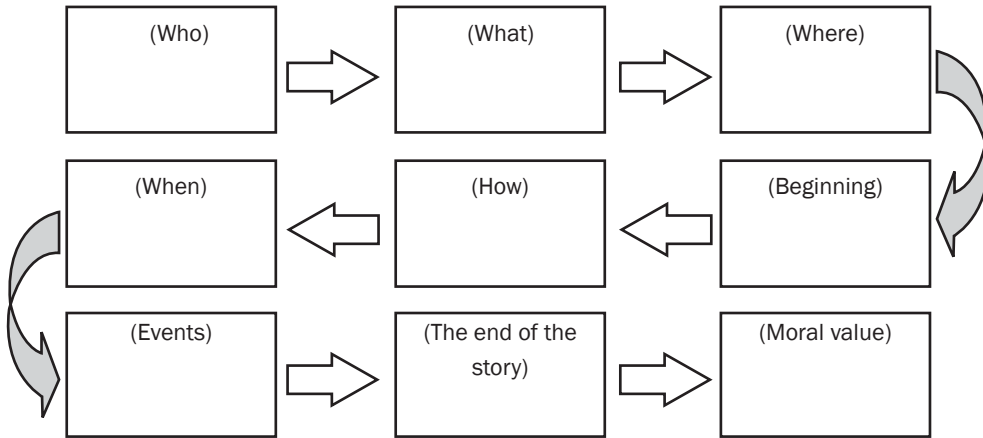 (Who)
(What)
(Where)
(Beginning)
(How)
(When)
(Events)
(The end of the
story)
(Moral value)